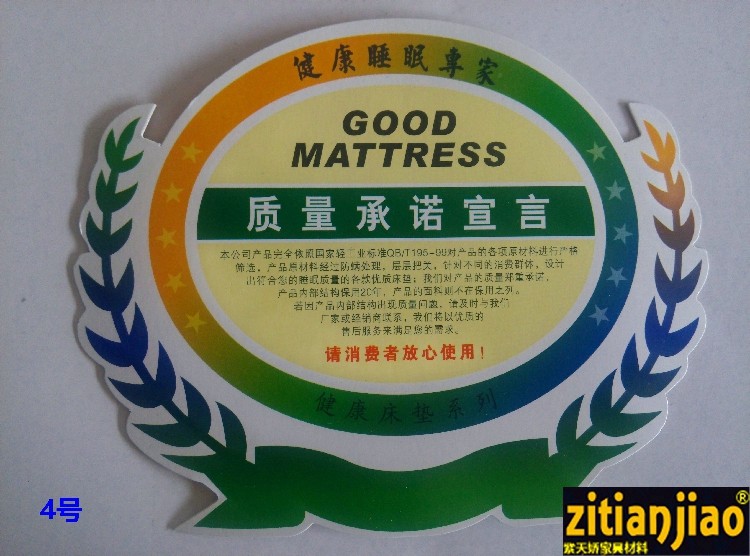 健康睡眠專家
GOOD
MATTRESS
质量承诺宣言
本公司产品完全依照国家轻工业标准QB/T195-99对产品的各项原材料进行严格
筛选，产品原材料经过防螨处理，层层把关，针对不同的消费群体，设计
出符合您的睡眠质量的各款优质床垫；我们对产品的质量郑重承诺，
产品内部结构保用20年，产品的面料则不在保用之列。
若因产品内部结构出现质量问题，请及时与我们
厂家或经销商联系，我们将以优质的
售后服务来满足您的需求。
请消费者放心使用！
健康床垫系列
4号
zitianjiao®
紫天娇家具材料